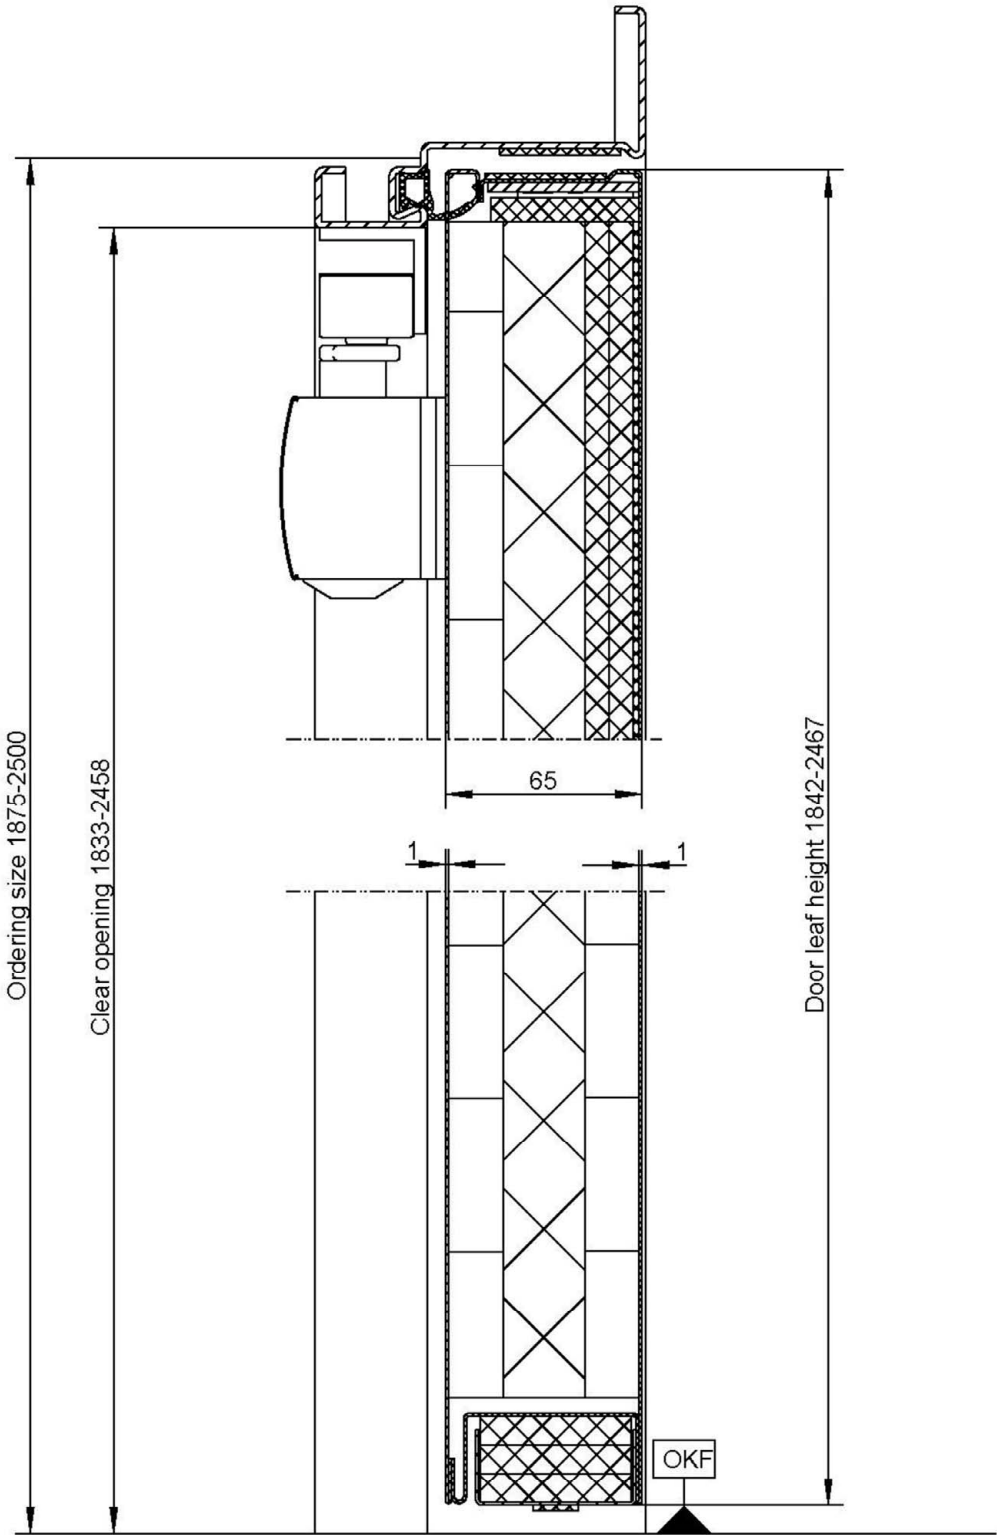 Ordering size 1875-2500
Clear opening 1833-2458
65
1
1
Door leaf height 1842-2467
OKF